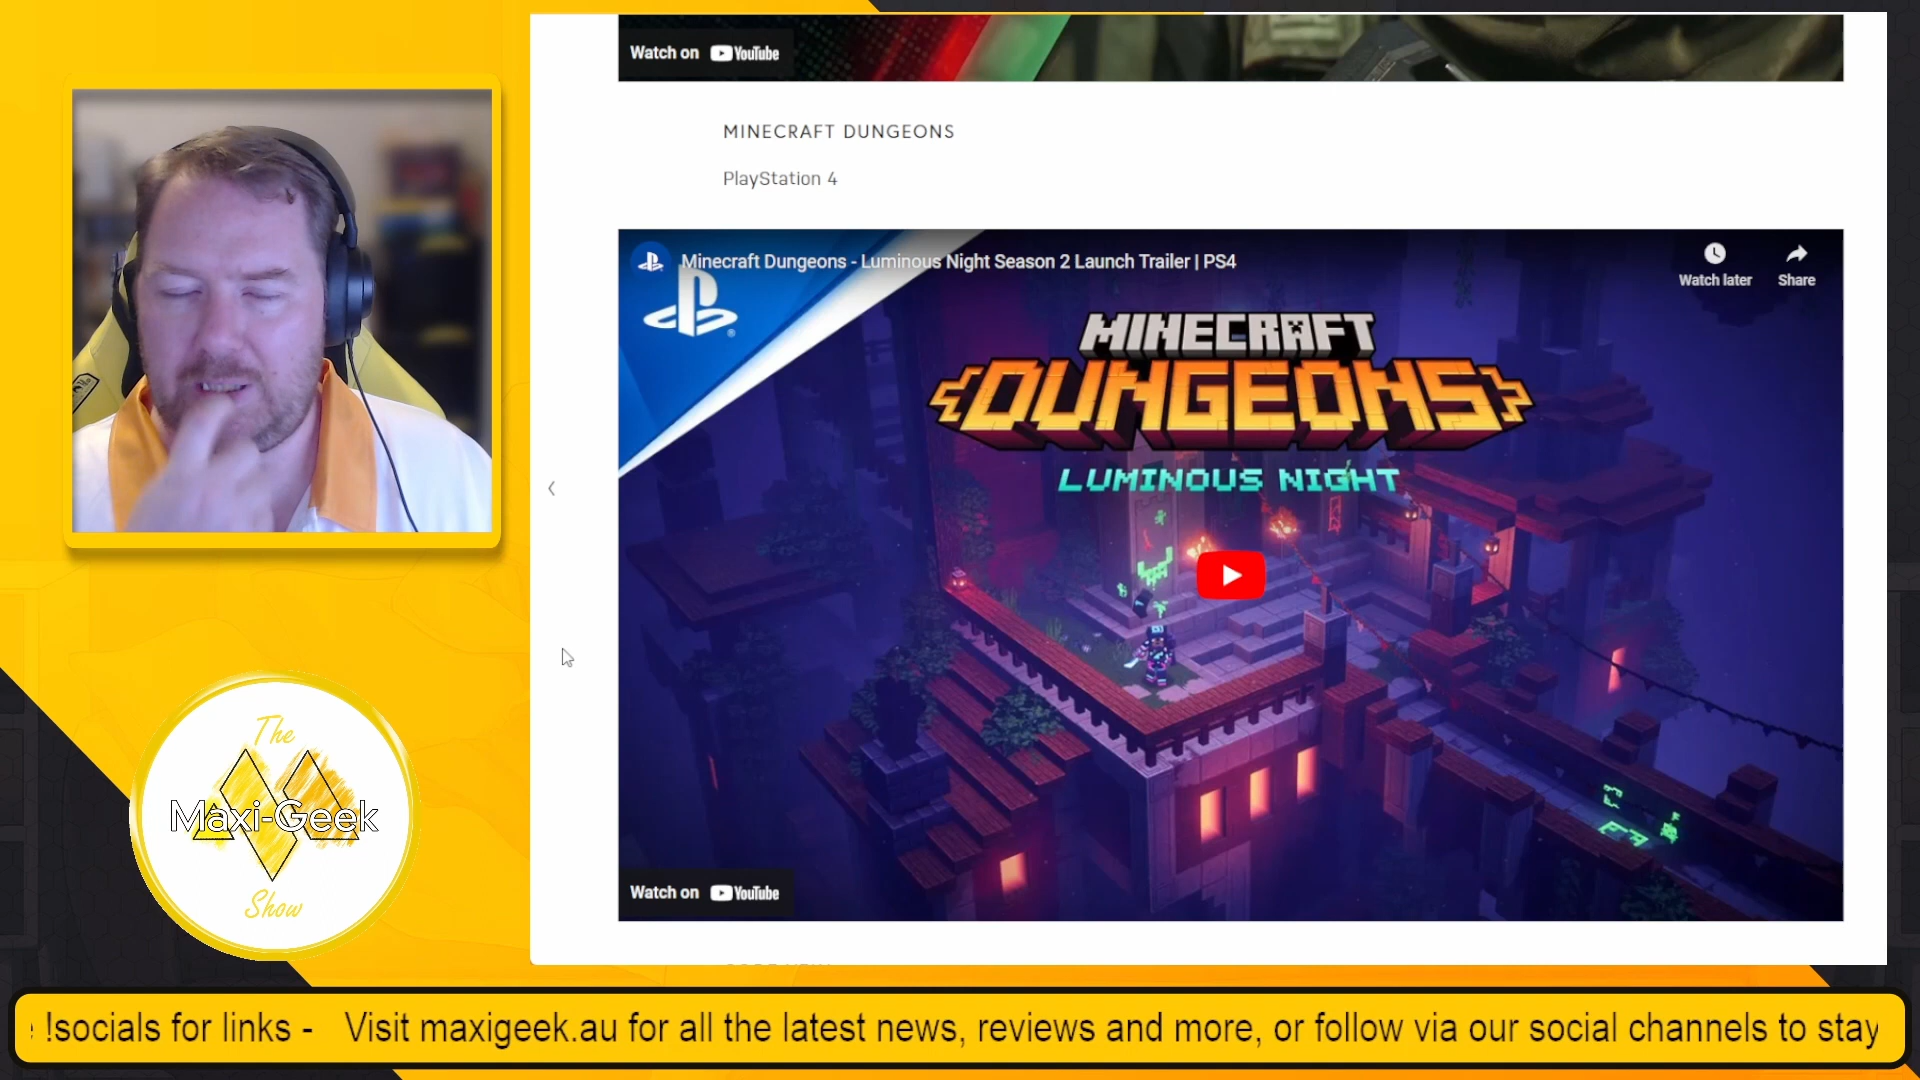 Watch on YouTube
MINECRAFT DUNGEONS
PlayStation 4
Minecraft Dungeons - Luminous Night Season 2 Launch Trailer | PS4
Watch later
Share
MINECRAFT
DUNGEONS
LUMINOUS NIGHT
Watch on YouTube
The
Maxi-Geek
Show
!socials for links - Visit maxigeek.au for all the latest news, reviews and more, or follow via our social channels to stay